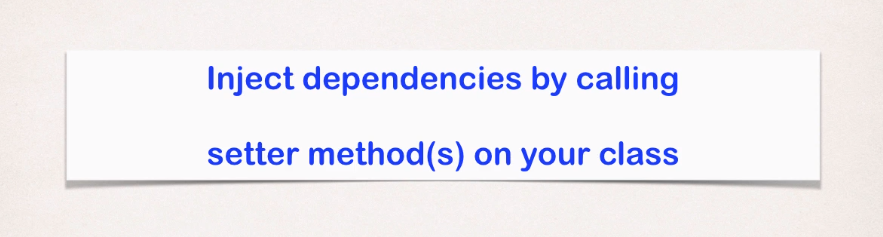 Inject dependencies by calling
setter method(s) on your class